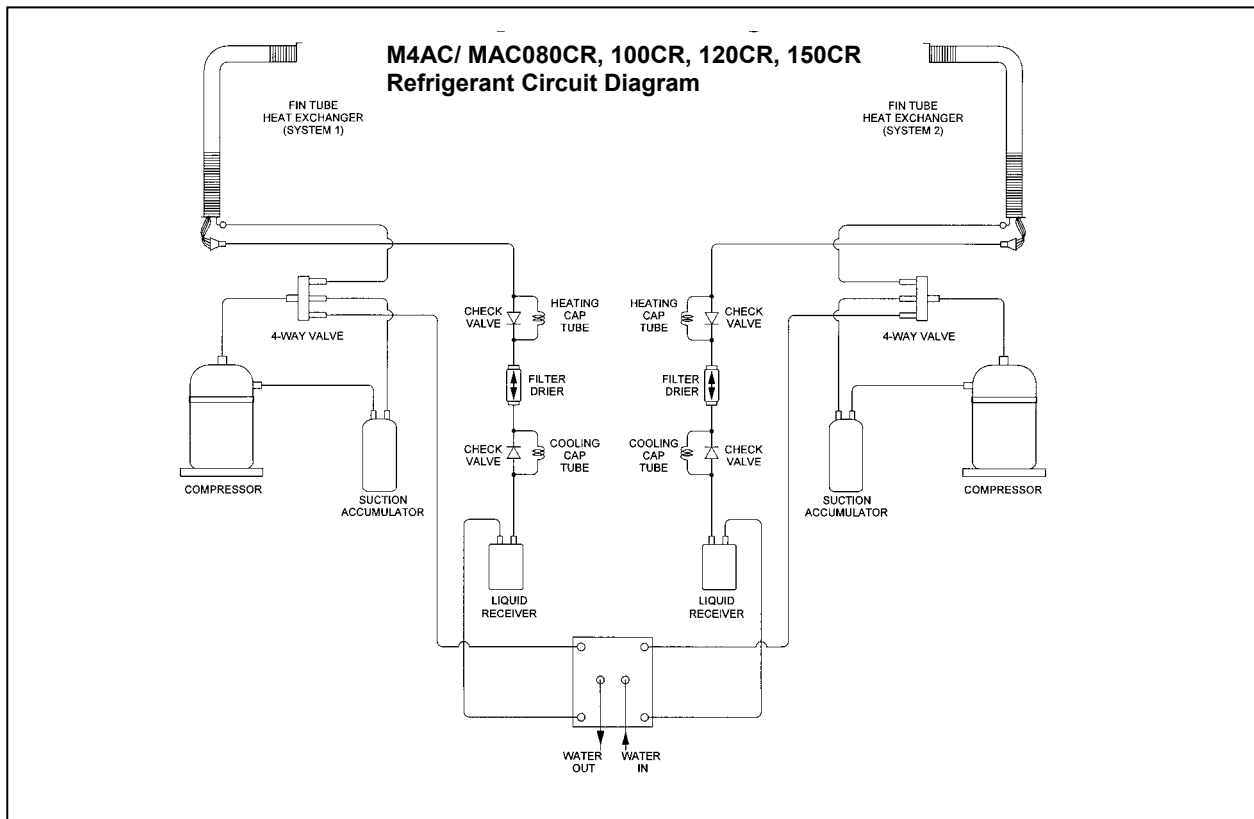 M4AC/ MAC080CR, 100CR, 120CR, 150CR
Refrigerant Circuit Diagram
FIN TUBE
HEAT EXCHANGER
(SYSTEM 1)
FIN TUBE
HEAT EXCHANGER
(SYSTEM 2)
4-WAY VALVE
CHECK
VALVE
HEATING
CAP
TUBE
HEATING
CAP
TUBE
CHECK
VALVE
4-WAY VALVE
FILTER
DRIER
FILTER
DRIER
CHECK
VALVE
COOLING
CAP
TUBE
COOLING
CAP
TUBE
CHECK
VALVE
COMPRESSOR
SUCTION
ACCUMULATOR
SUCTION
ACCUMULATOR
COMPRESSOR
LIQUID
RECEIVER
LIQUID
RECEIVER
WATER
OUT
WATER
IN